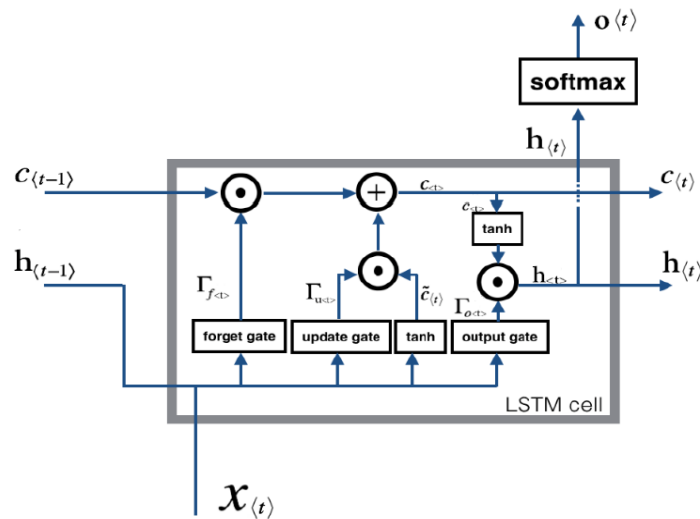 o⟨t⟩
softmax
h⟨t⟩
c⟨t−1⟩ c<t> c⟨t⟩
c<t>
tanh
h⟨t−1⟩ Γf<t> Γu<t> c̃⟨t⟩ h<t> h⟨t⟩
Γo<t>
forget gate update gate tanh output gate
LSTM cell
x⟨t⟩